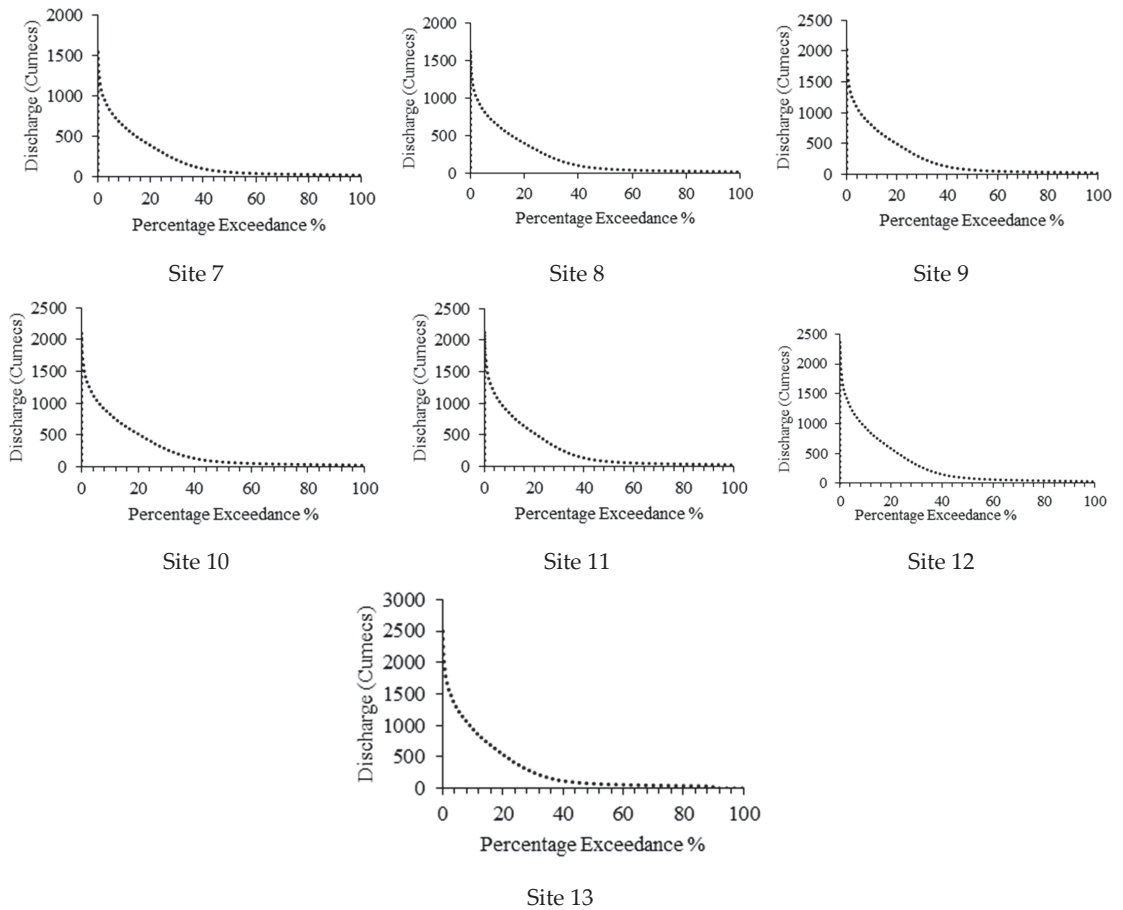 Discharge (Cumecs)
2000
1500
1000
500
0
0 20 40 60 80 100
Percentage Exceedance %
Site 7
Discharge (Cumecs)
2000
1500
1000
500
0
0 20 40 60 80 100
Percentage Exceedance %
Site 8
Discharge (Cumecs)
2500
2000
1500
1000
500
0
0 20 40 60 80 100
Percentage Exceedance %
Site 9
Discharge (Cumecs)
2500
2000
1500
1000
500
0
0 20 40 60 80 100
Percentage Exceedance %
Site 10
Discharge (Cumecs)
2500
2000
1500
1000
500
0
0 20 40 60 80 100
Percentage Exceedance %
Site 11
Discharge (Cumecs)
2500
2000
1500
1000
500
0
0 20 40 60 80 100
Percentage Exceedance %
Site 12
Discharge (Cumecs)
3000
2500
2000
1500
1000
500
0
0 20 40 60 80 100
Percentage Exceedance %
Site 13